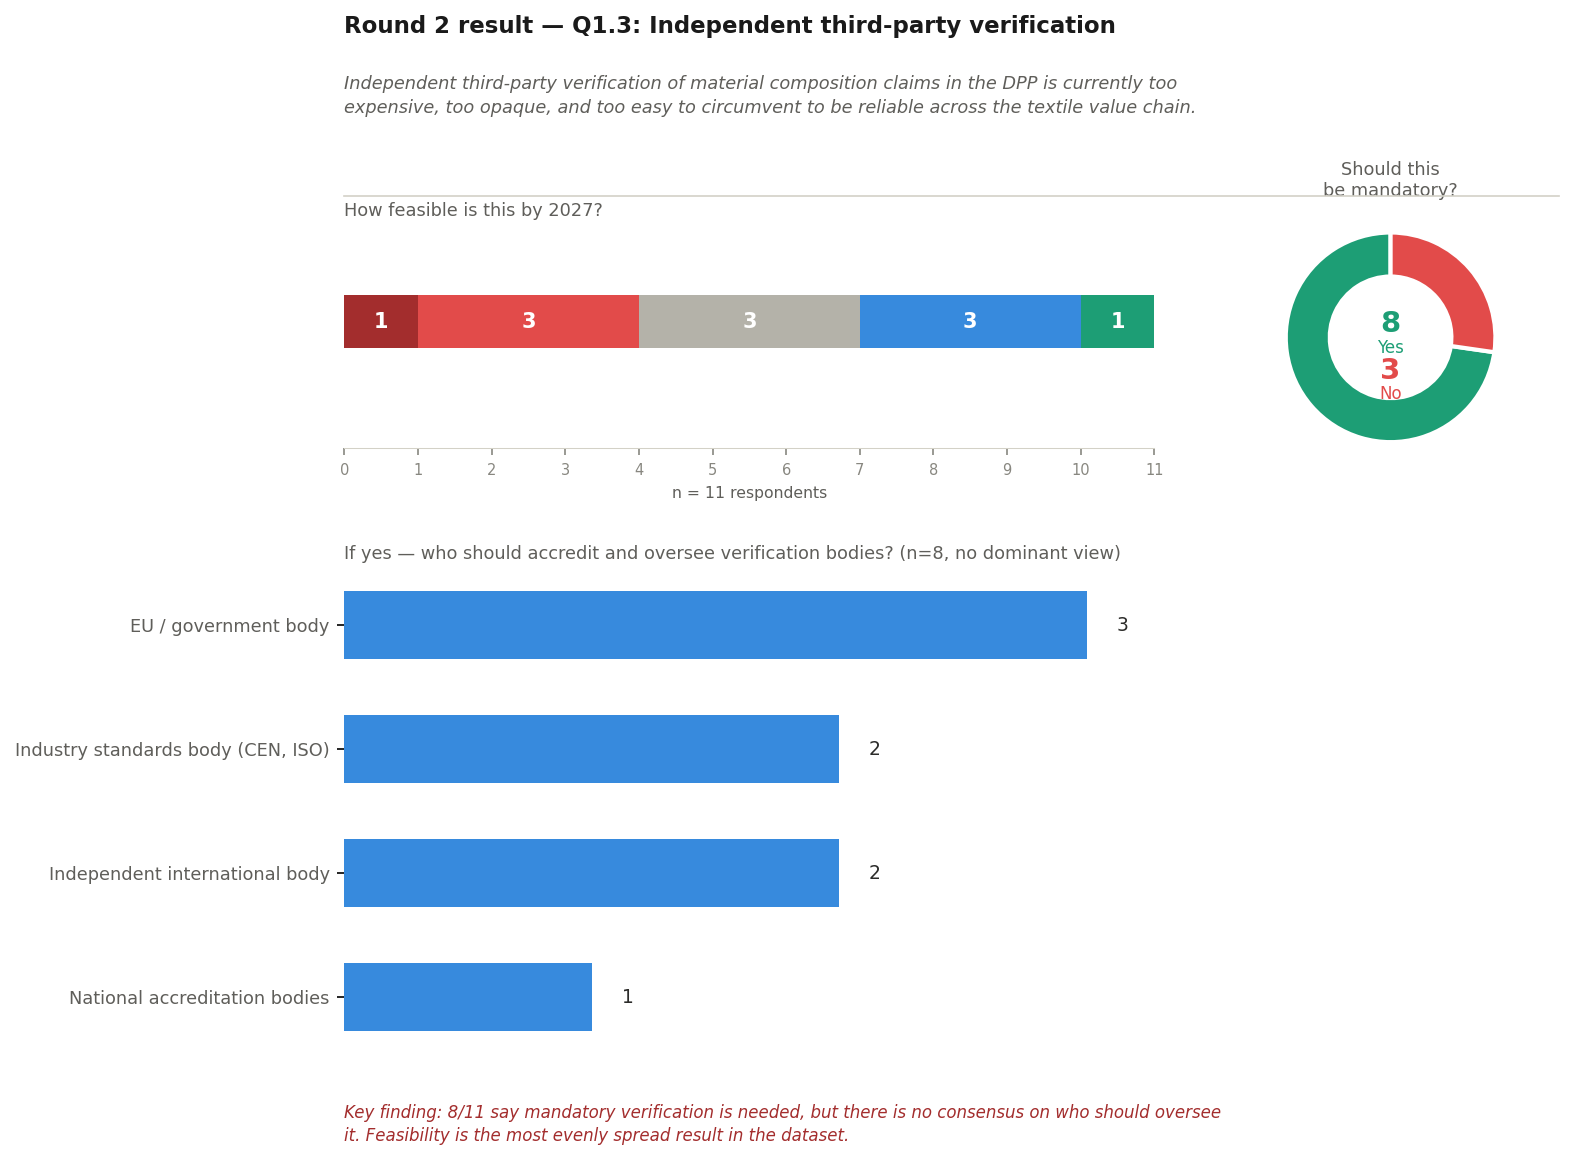 Round 2 result — Q1.3: Independent third-party verification
Independent third-party verification of material composition claims in the DPP is currently too
expensive, too opaque, and too easy to circumvent to be reliable across the textile value chain.
Should this
be mandatory?
How feasible is this by 2027?
1 3 3 3 1
8
Yes
3
No
0 1 2 3 4 5 6 7 8 9 10 11
n = 11 respondents
If yes — who should accredit and oversee verification bodies? (n=8, no dominant view)
EU / government body 3
Industry standards body (CEN, ISO) 2
Independent international body 2
National accreditation bodies 1
Key finding: 8/11 say mandatory verification is needed, but there is no consensus on who should oversee
it. Feasibility is the most evenly spread result in the dataset.